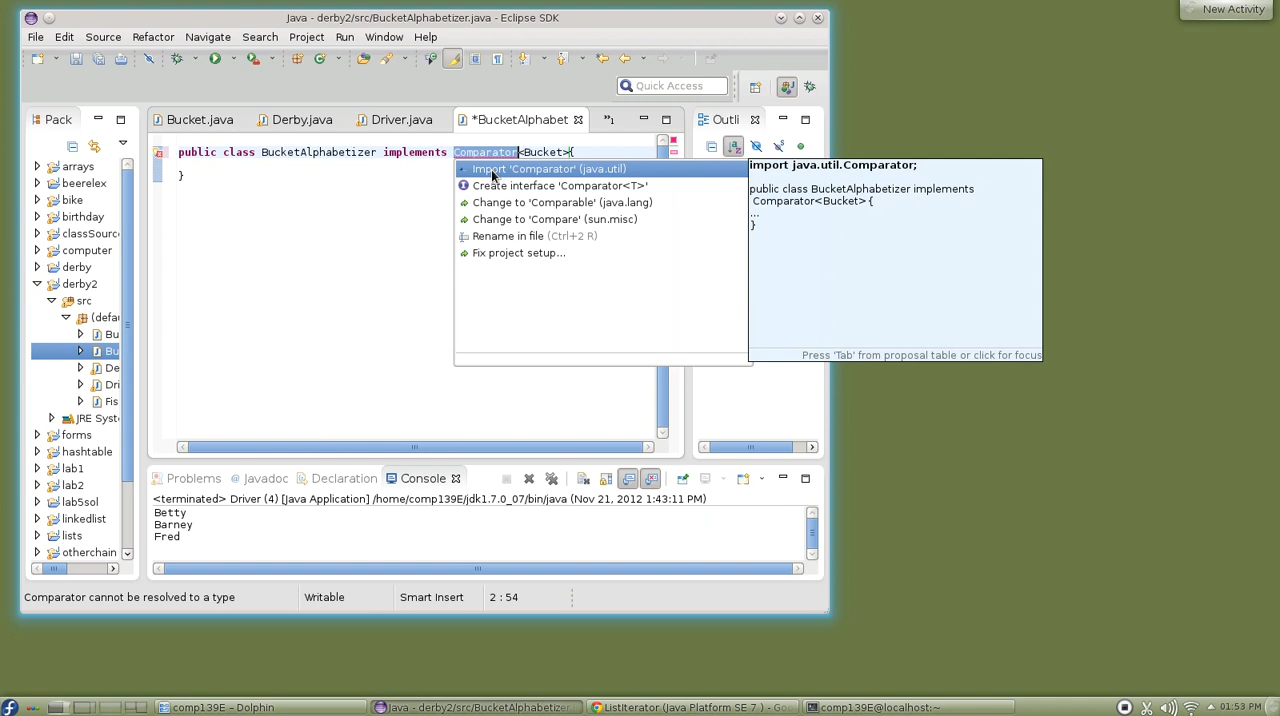 New Activity
Java - derby2/src/BucketAlphabetizer.java - Eclipse SDK
File Edit Source Refactor Navigate Search Project Run Window Help
Quick Access
Pack
Bucket.java Derby.java Driver.java *BucketAlphabet »1
Outli
arrays
beerelex
bike
birthday
classSource
computer
derby
derby2
src
(defau
Bu
Bu
De
Dri
Fis
JRE Syst
forms
hashtable
lab1
lab2
lab5sol
linkedlist
lists
otherchain
public class BucketAlphabetizer implements Comparator<Bucket>{
}
Import 'Comparator' (java.util)
Create interface 'Comparator<T>'
Change to 'Comparable' (java.lang)
Change to 'Compare' (sun.misc)
Rename in file (Ctrl+2 R)
Fix project setup...
import java.util.Comparator;
public class BucketAlphabetizer implements
Comparator<Bucket> {
...
}
Press 'Tab' from proposal table or click for focus
Problems @ Javadoc Declaration Console
<terminated> Driver (4) [Java Application] /home/comp139E/jdk1.7.0_07/bin/java (Nov 21, 2012 1:43:11 PM)
Betty
Barney
Fred
Comparator cannot be resolved to a type Writable Smart Insert 2 : 54
comp139E – Dolphin Java - derby2/src/BucketAlphabetizer. ListIterator (Java Platform SE 7 ) - Goo comp139E@localhost:~ 01:53 PM